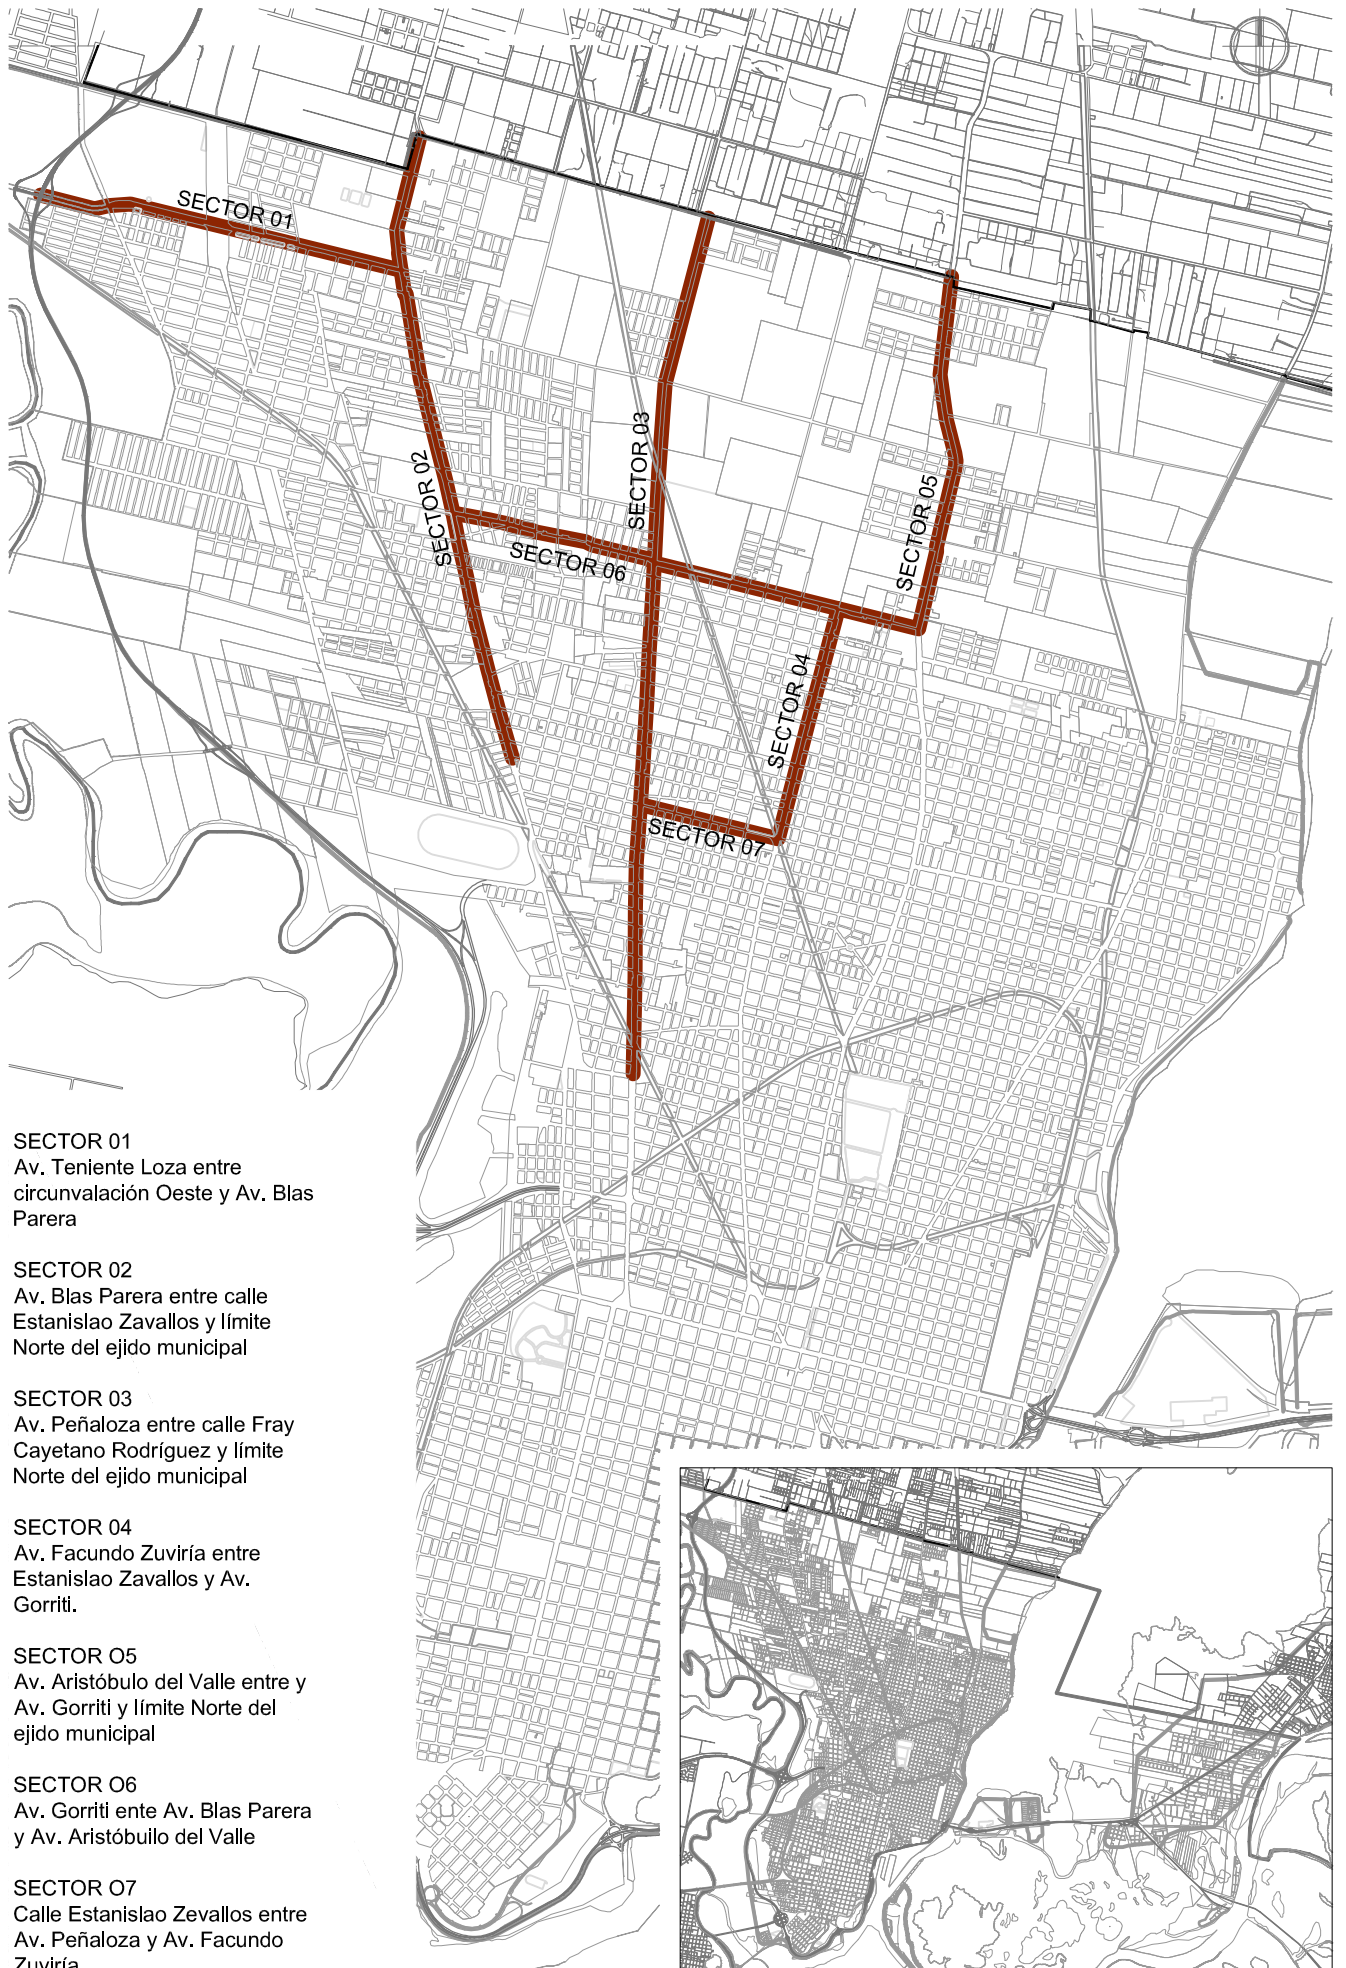 SECTOR 01
SECTOR 02
SECTOR 03
SECTOR 05
SECTOR 06
SECTOR 04
SECTOR 07
SECTOR 01
Av. Teniente Loza entre
circunvalación Oeste y Av. Blas
Parera
SECTOR 02
Av. Blas Parera entre calle
Estanislao Zavallos y límite
Norte del ejido municipal
SECTOR 03
Av. Peñaloza entre calle Fray
Cayetano Rodríguez y límite
Norte del ejido municipal
SECTOR 04
Av. Facundo Zuviría entre
Estanislao Zavallos y Av.
Gorriti.
SECTOR O5
Av. Aristóbulo del Valle entre y
Av. Gorriti y límite Norte del
ejido municipal
SECTOR O6
Av. Gorriti ente Av. Blas Parera
y Av. Aristóbuilo del Valle
SECTOR O7
Calle Estanislao Zevallos entre
Av. Peñaloza y Av. Facundo
Zuviría